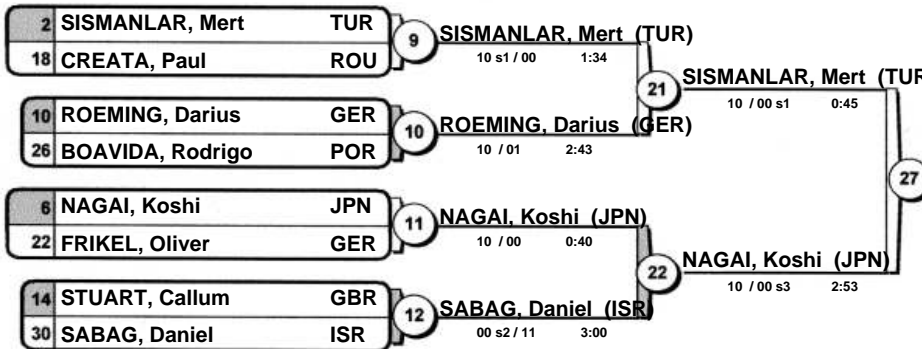 2 SISMANLAR, Mert TUR
18 CREATA, Paul ROU
9
SISMANLAR, Mert (TUR)
10 s1 / 00 1:34
10 ROEMING, Darius GER
26 BOAVIDA, Rodrigo POR
10
ROEMING, Darius (GER)
10 / 01 2:43
21
SISMANLAR, Mert (TUR
10 / 00 s1 0:45
6 NAGAI, Koshi JPN
22 FRIKEL, Oliver GER
11
NAGAI, Koshi (JPN)
10 / 00 0:40
14 STUART, Callum GBR
30 SABAG, Daniel ISR
12
SABAG, Daniel (ISR)
00 s2 / 11 3:00
22
NAGAI, Koshi (JPN)
10 / 00 s3 2:53
27